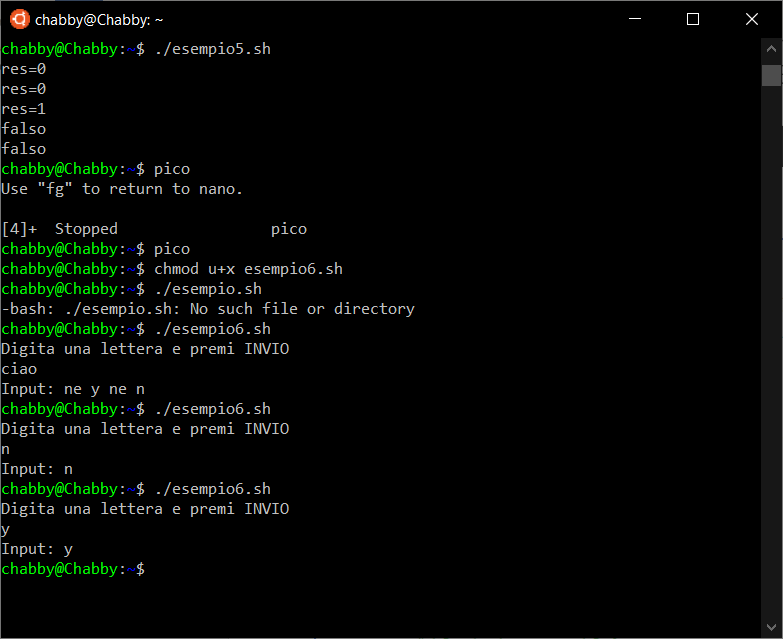 chabby@Chabby: ~
chabby@Chabby:~$ ./esempio5.sh
res=0
res=0
res=1
falso
falso
chabby@Chabby:~$ pico
Use "fg" to return to nano.
[4]+  Stopped                 pico
chabby@Chabby:~$ pico
chabby@Chabby:~$ chmod u+x esempio6.sh
chabby@Chabby:~$ ./esempio.sh
-bash: ./esempio.sh: No such file or directory
chabby@Chabby:~$ ./esempio6.sh
Digita una lettera e premi INVIO
ciao
Input: ne y ne n
chabby@Chabby:~$ ./esempio6.sh
Digita una lettera e premi INVIO
n
Input: n
chabby@Chabby:~$ ./esempio6.sh
Digita una lettera e premi INVIO
y
Input: y
chabby@Chabby:~$